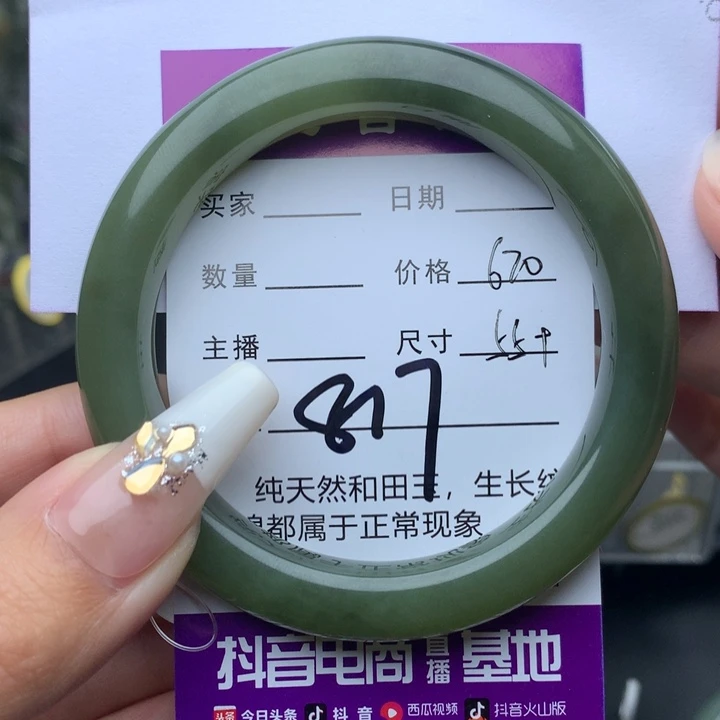 买家 日期
数量 价格 670
主播 尺寸
817
纯天然和田玉，生长纹
都属于正常现象
抖音电商直播基地
头条 今日头条 抖音 西瓜视频 抖音火山版